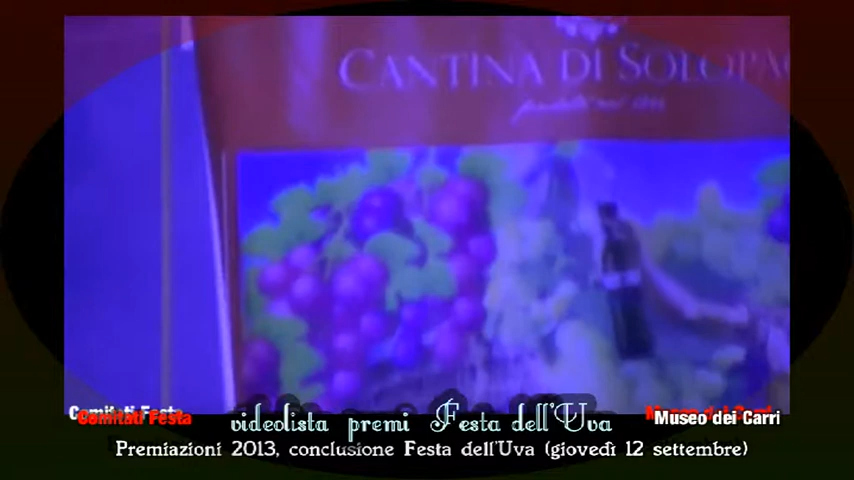 CANTINA DI
Comitati Festa
videolista premi Festa dell'Uva
Museo dei Carri
Premiazioni 2013, conclusione Festa dell'Uva (giovedì 12 settembre)